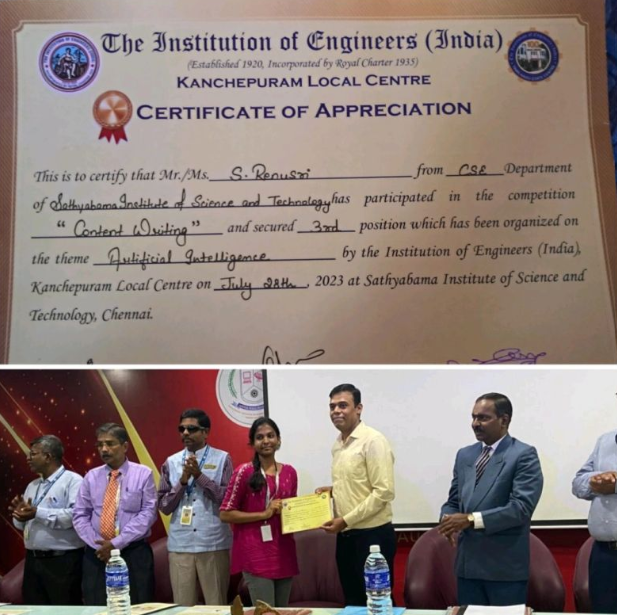 The Institution of Engineers (India)
(Established 1920, Incorporated by Royal Charter 1935)
KANCHEPURAM LOCAL CENTRE
CERTIFICATE OF APPRECIATION
This is to certify that Mr./Ms. S. Renusri from CSE Department
of Sathyabama Institute of Science and Technology has participated in the competition
"Content Writing" and secured 3rd position which has been organized on
the theme Artificial Intelligence by the Institution of Engineers (India),
Kanchepuram Local Centre on July 28th, 2023 at Sathyabama Institute of Science and
Technology, Chennai.